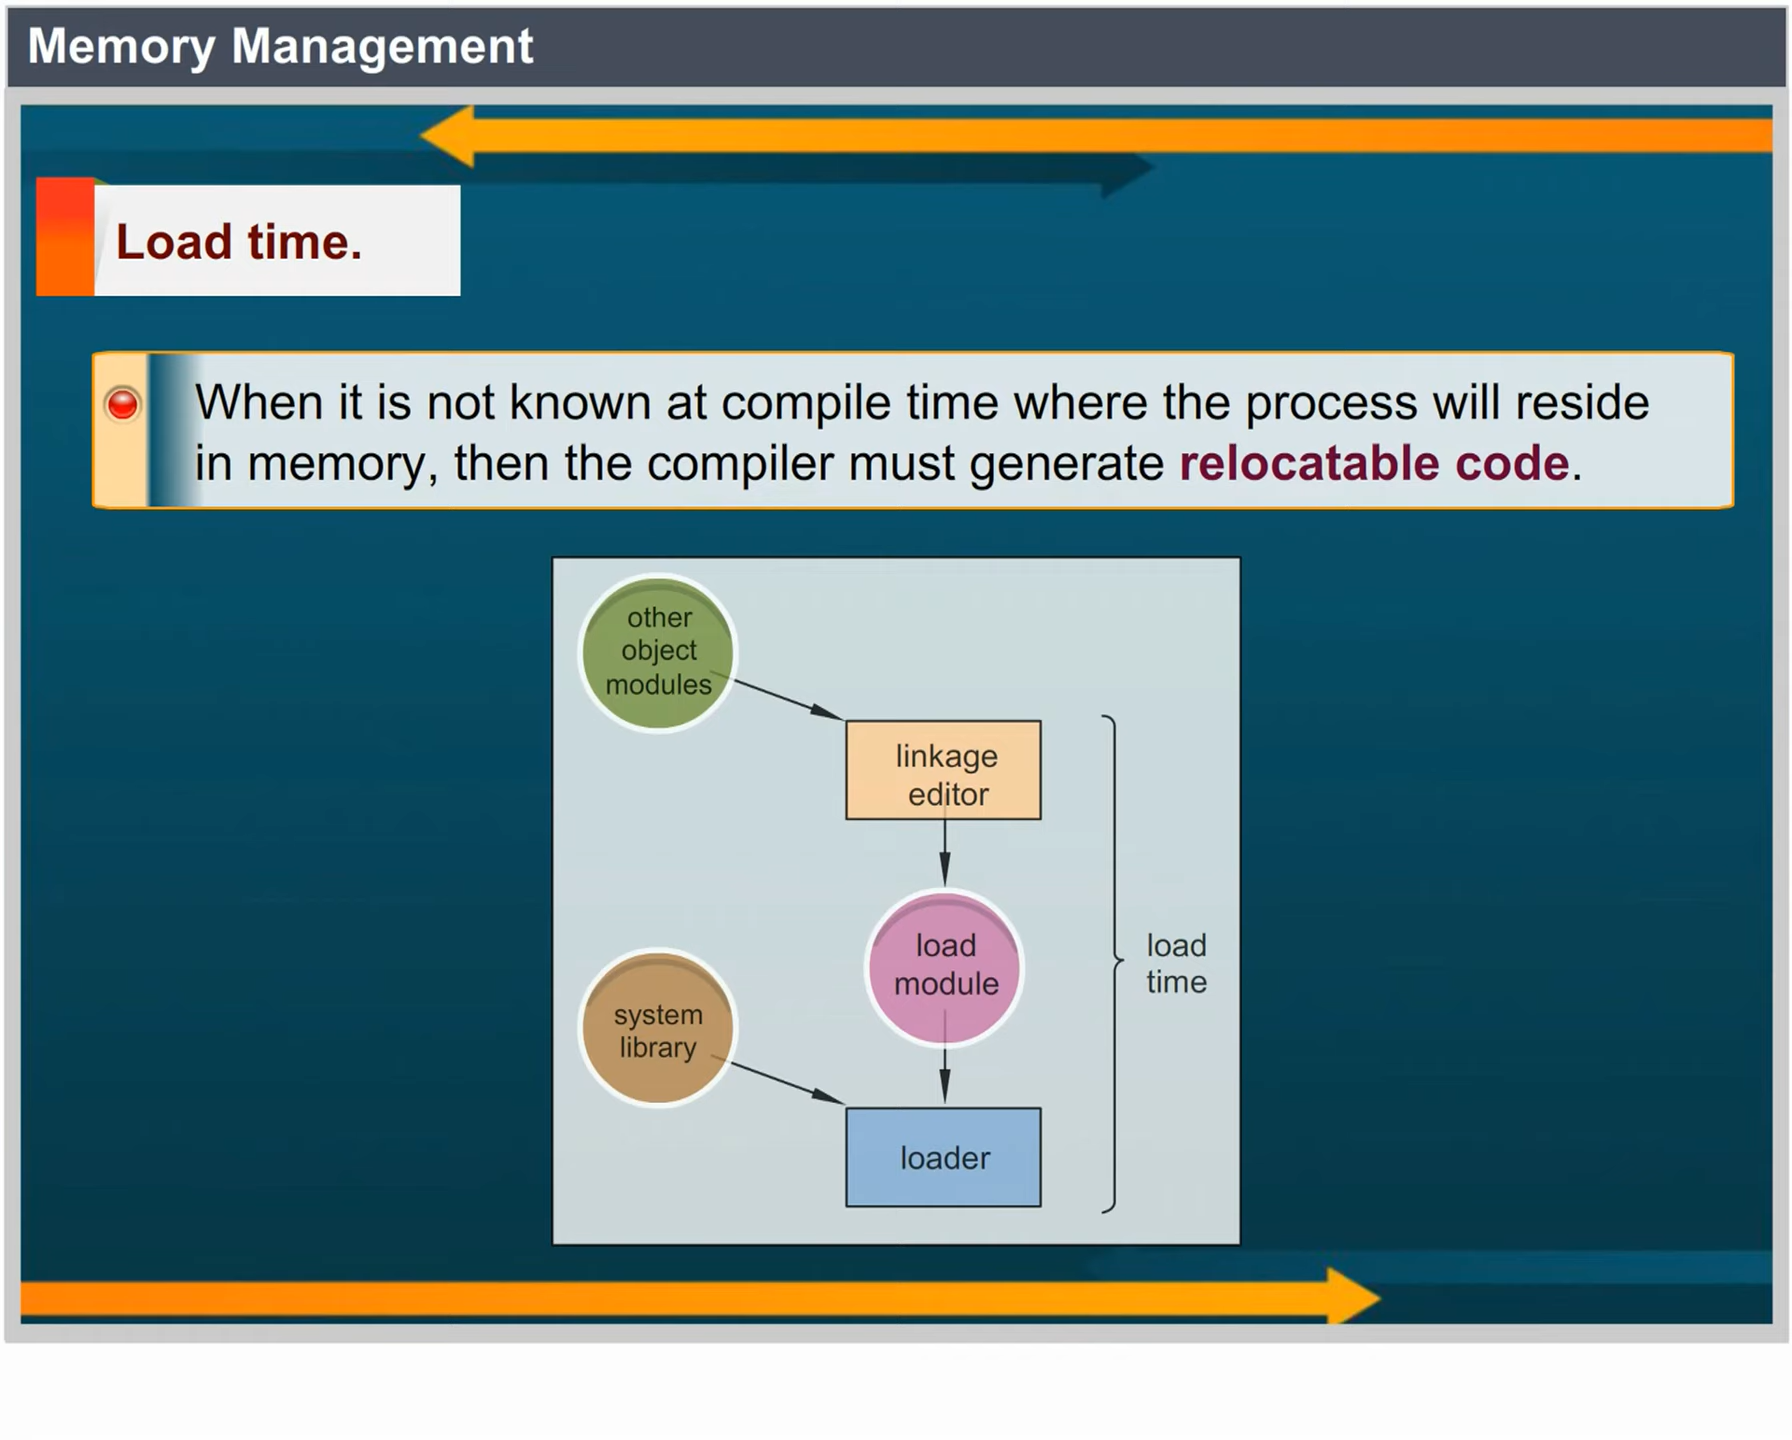 Memory Management
Load time.
When it is not known at compile time where the process will reside
in memory, then the compiler must generate relocatable code.
other
object
modules
linkage
editor
load
module
load
time
system
library
loader